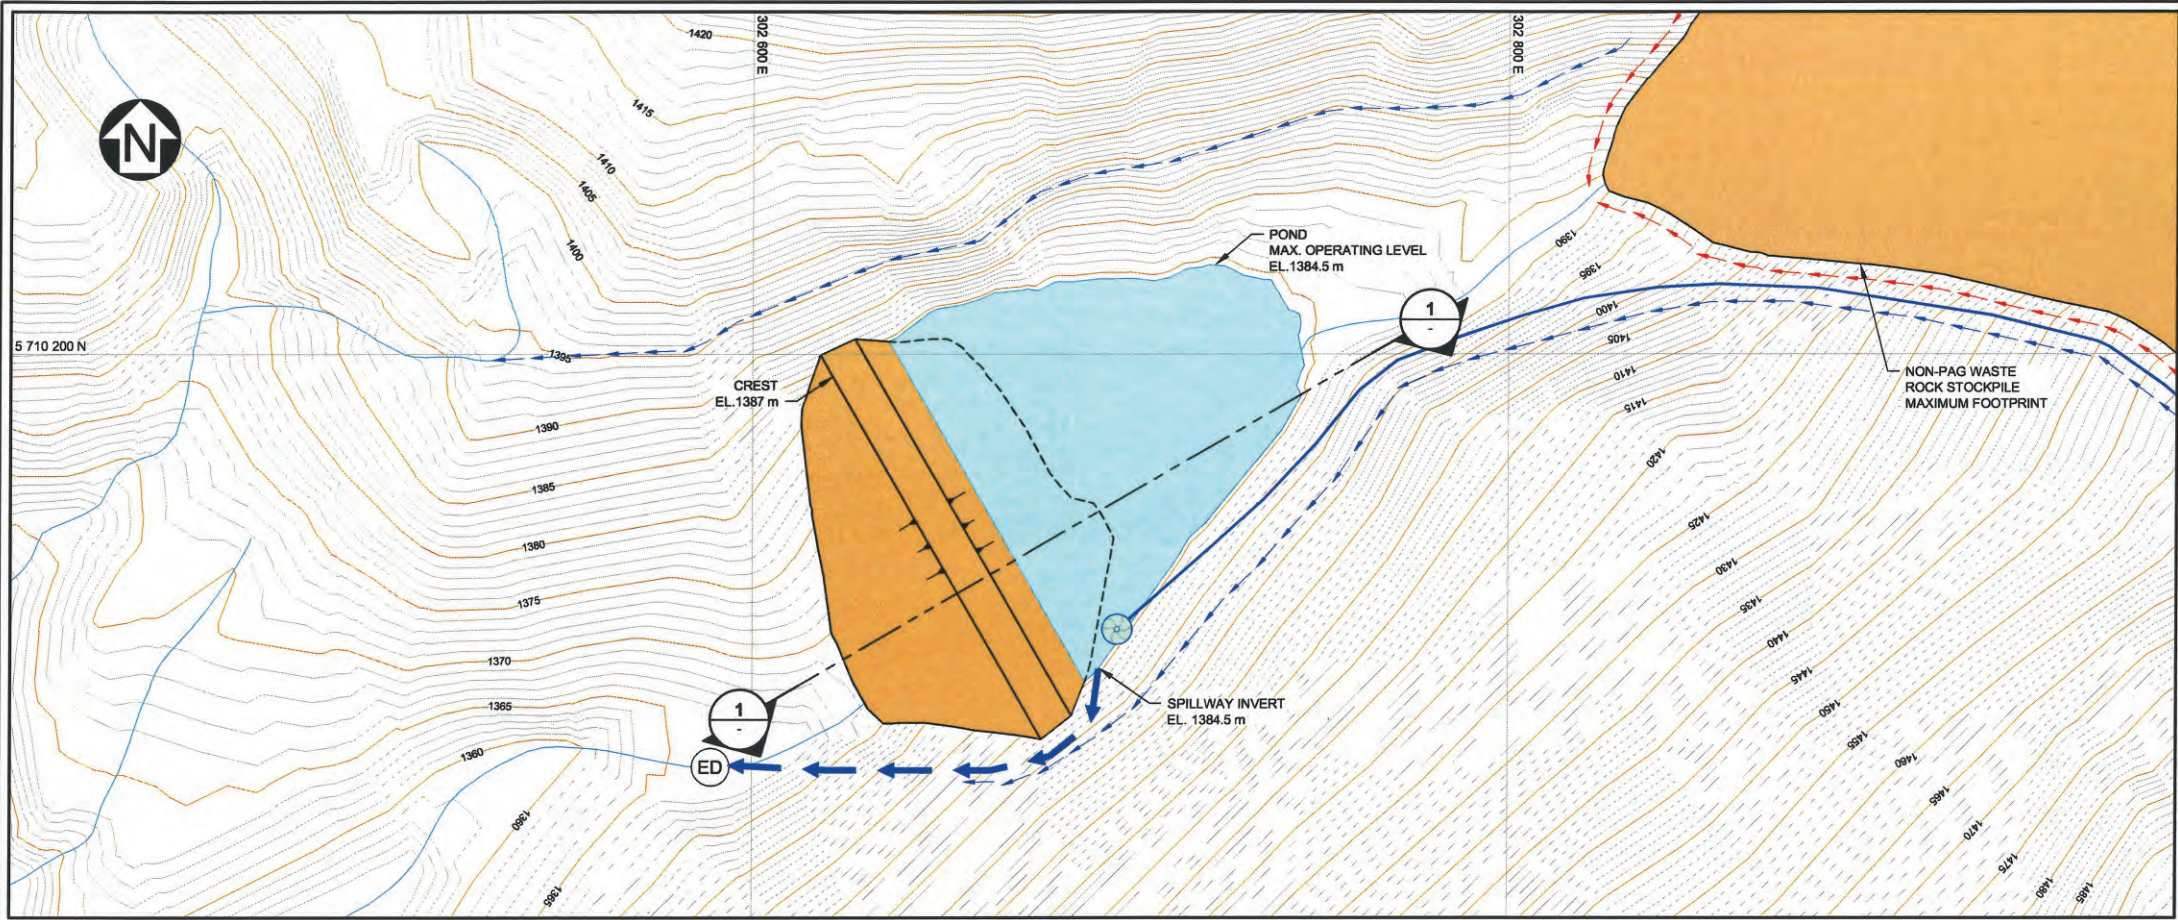 302 600 E
302 800 E
1420
1415
1410
1405
1400
N
POND
MAX. OPERATING LEVEL
EL.1384.5 m
1390
1395
1400
1405
1410
1415
1420
1425
1430
1435
1440
1445
1450
1455
1460
1465
1470
1475
1480
1485
5 710 200 N
1395
CREST
EL.1387 m
1
-
NON-PAG WASTE
ROCK STOCKPILE
MAXIMUM FOOTPRINT
1390
1385
1380
1375
1370
1365
1360
1
-
ED
SPILLWAY INVERT
EL. 1384.5 m
1360
1365